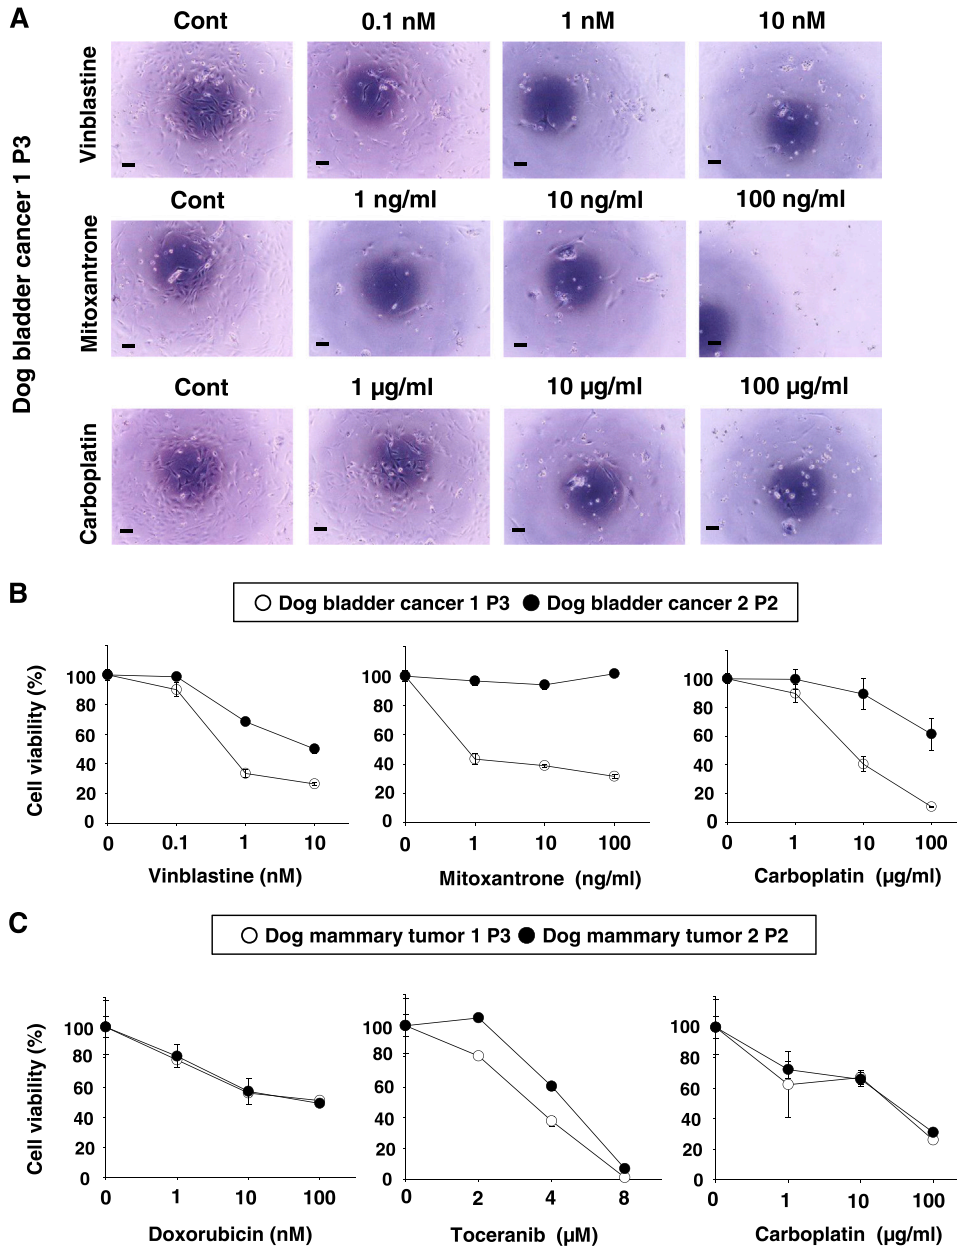 A
Cont 0.1 nM 1 nM 10 nM
Vinblastine
Dog bladder cancer 1 P3
Cont 1 ng/ml 10 ng/ml 100 ng/ml
Mitoxantrone
Cont 1 µg/ml 10 µg/ml 100 µg/ml
Carboplatin
B
Dog bladder cancer 1 P3 Dog bladder cancer 2 P2
Cell viability (%)
100
80
60
40
20
0
0 0.1 1 10
Vinblastine (nM)
100
80
60
40
20
0
0 1 10 100
Mitoxantrone (ng/ml)
100
80
60
40
20
0
0 1 10 100
Carboplatin (µg/ml)
C
Dog mammary tumor 1 P3 Dog mammary tumor 2 P2
Cell viability (%)
100
80
60
40
20
0
0 1 10 100
Doxorubicin (nM)
100
80
60
40
20
0
0 2 4 8
Toceranib (µM)
100
80
60
40
20
0
0 1 10 100
Carboplatin (µg/ml)